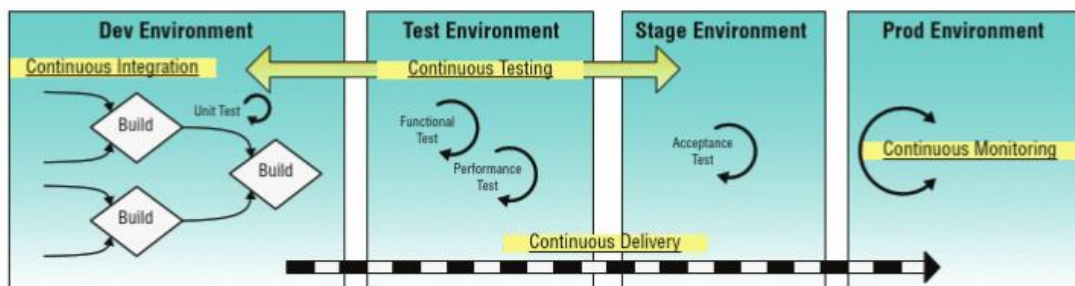 Dev Environment
Test Environment
Stage Environment
Prod Environment
Continuous Integration
Continuous Testing
Unit Test
Build
Build
Build
Functional
Test
Performance
Test
Acceptance
Test
Continuous Monitoring
Continuous Delivery